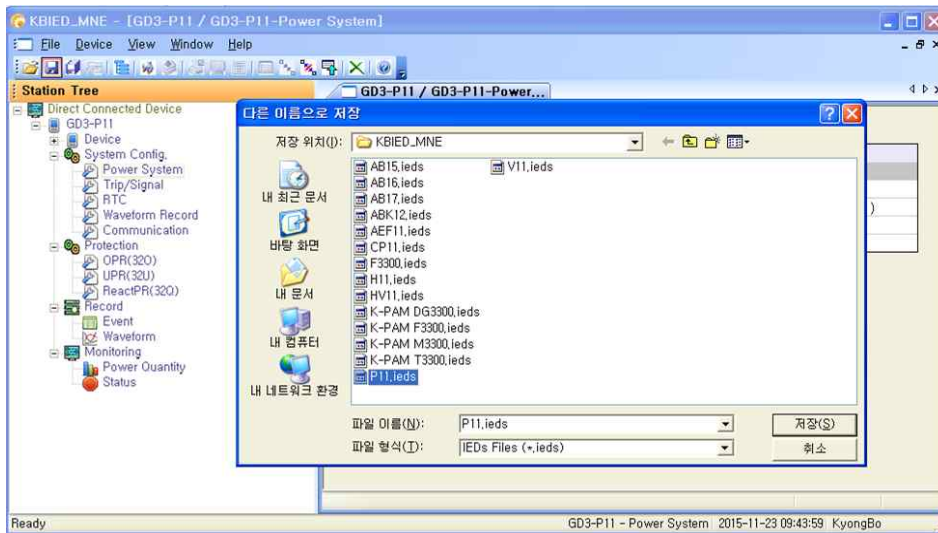 KBIED_MNE - [GD3-P11 / GD3-P11-Power System]
File Device View Window Help
Station Tree
GD3-P11 / GD3-P11-Power...
Direct Connected Device
GD3-P11
Device
System Config.
Power System
Trip/Signal
RTC
Waveform Record
Communication
Protection
OPR(32O)
UPR(32U)
ReactPR(32Q)
Record
Event
Waveform
Monitoring
Power Quantity
Status
다른 이름으로 저장
저장 위치(I): KBIED_MNE
내 최근 문서
바탕 화면
내 문서
내 컴퓨터
내 네트워크 환경
AB15.ieds
AB16.ieds
AB17.ieds
ABK12.ieds
AEF11.ieds
CP11.ieds
F3300.ieds
H11.ieds
HV11.ieds
K-PAM DG3300.ieds
K-PAM F3300.ieds
K-PAM M3300.ieds
K-PAM T3300.ieds
P11.ieds
V11.ieds
파일 이름(N): P11.ieds
저장(S)
파일 형식(T): IEDs Files (*.ieds)
취소
)
Ready
GD3-P11 - Power System 2015-11-23 09:43:59 KyongBo